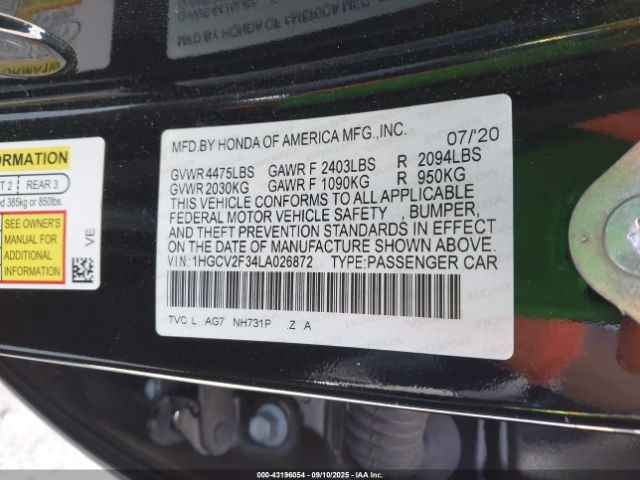 MFD.BY HONDA OF AMERICA MFG.,INC. 07/'20
GVWR 4475LBS GAWR F 2403LBS R 2094LBS
GVWR 2030KG GAWR F 1090KG R 950KG
THIS VEHICLE CONFORMS TO ALL APPLICABLE
FEDERAL MOTOR VEHICLE SAFETY , BUMPER,
AND THEFT PREVENTION STANDARDS IN EFFECT
ON THE DATE OF MANUFACTURE SHOWN ABOVE.
V.I.N.: 1HGCV2F34LA026872 TYPE:PASSENGER CAR
TVC L AG7 NH731P .Z .A
ORMATION
T 2 REAR 3
d 385kg or 850lbs.
SEE OWNER'S
MANUAL FOR
ADDITIONAL
INFORMATION
VE
000-43196054 - 09/10/2025 - IAA Inc.